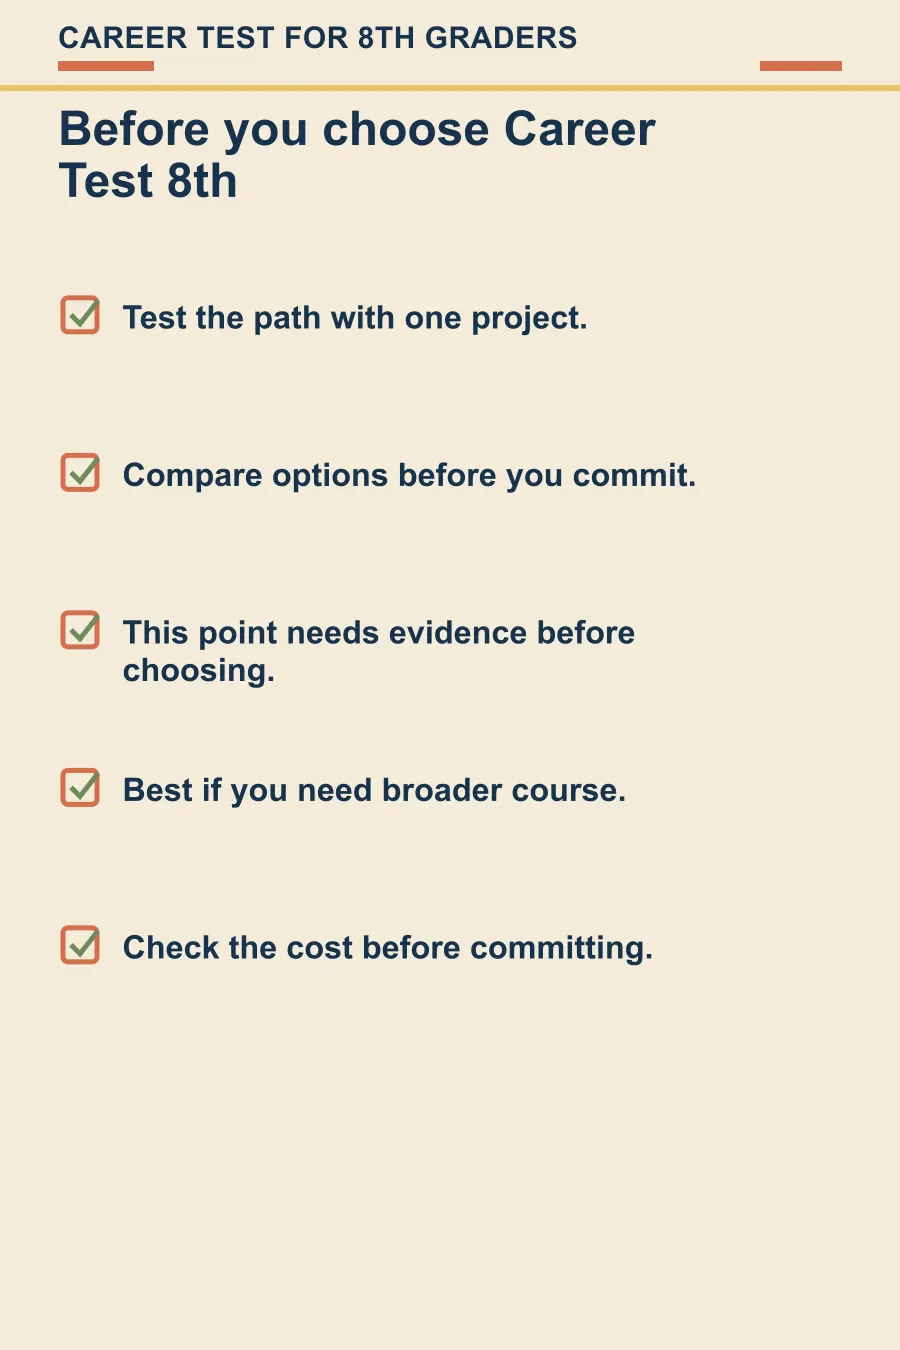 CAREER TEST FOR 8TH GRADERS
Before you choose Career
Test 8th
Test the path with one project.
Compare options before you commit.
This point needs evidence before
choosing.
Best if you need broader course.
Check the cost before committing.